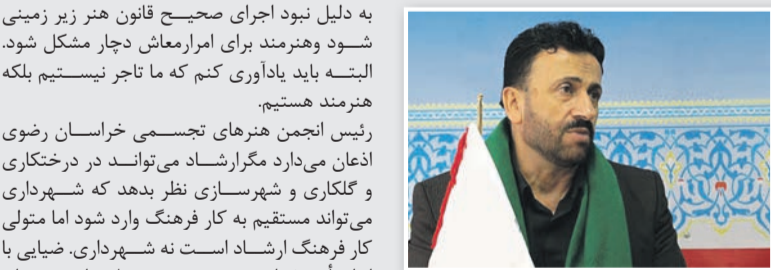 به دلیل نبود اجرای صحیح قانون هنر زیر زمینی
شود وهنرمند برای امرارمعاش دچار مشکل شود.
البته باید یادآوری کنم که ما تاجر نیستیم بلکه
هنرمند هستیم.
رئیس انجمن هنرهای تجسمی خراسان رضوی
اذعان می‌دارد مگرارشاد می‌تواند در درختکاری
و گلکاری و شهرسازی نظر بدهد که شهرداری
می‌تواند مستقیم به کار فرهنگ وارد شود اما متولی
کار فرهنگ ارشاد است نه شهرداری. ضیایی با